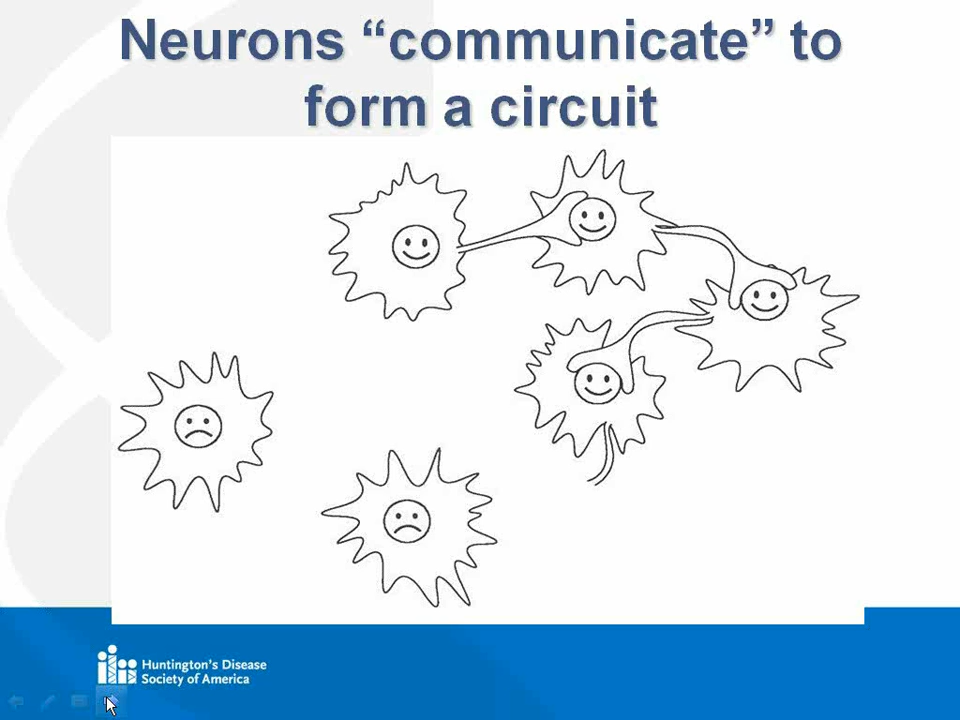 Neurons “communicate” to
form a circuit
Huntington's Disease
Society of America